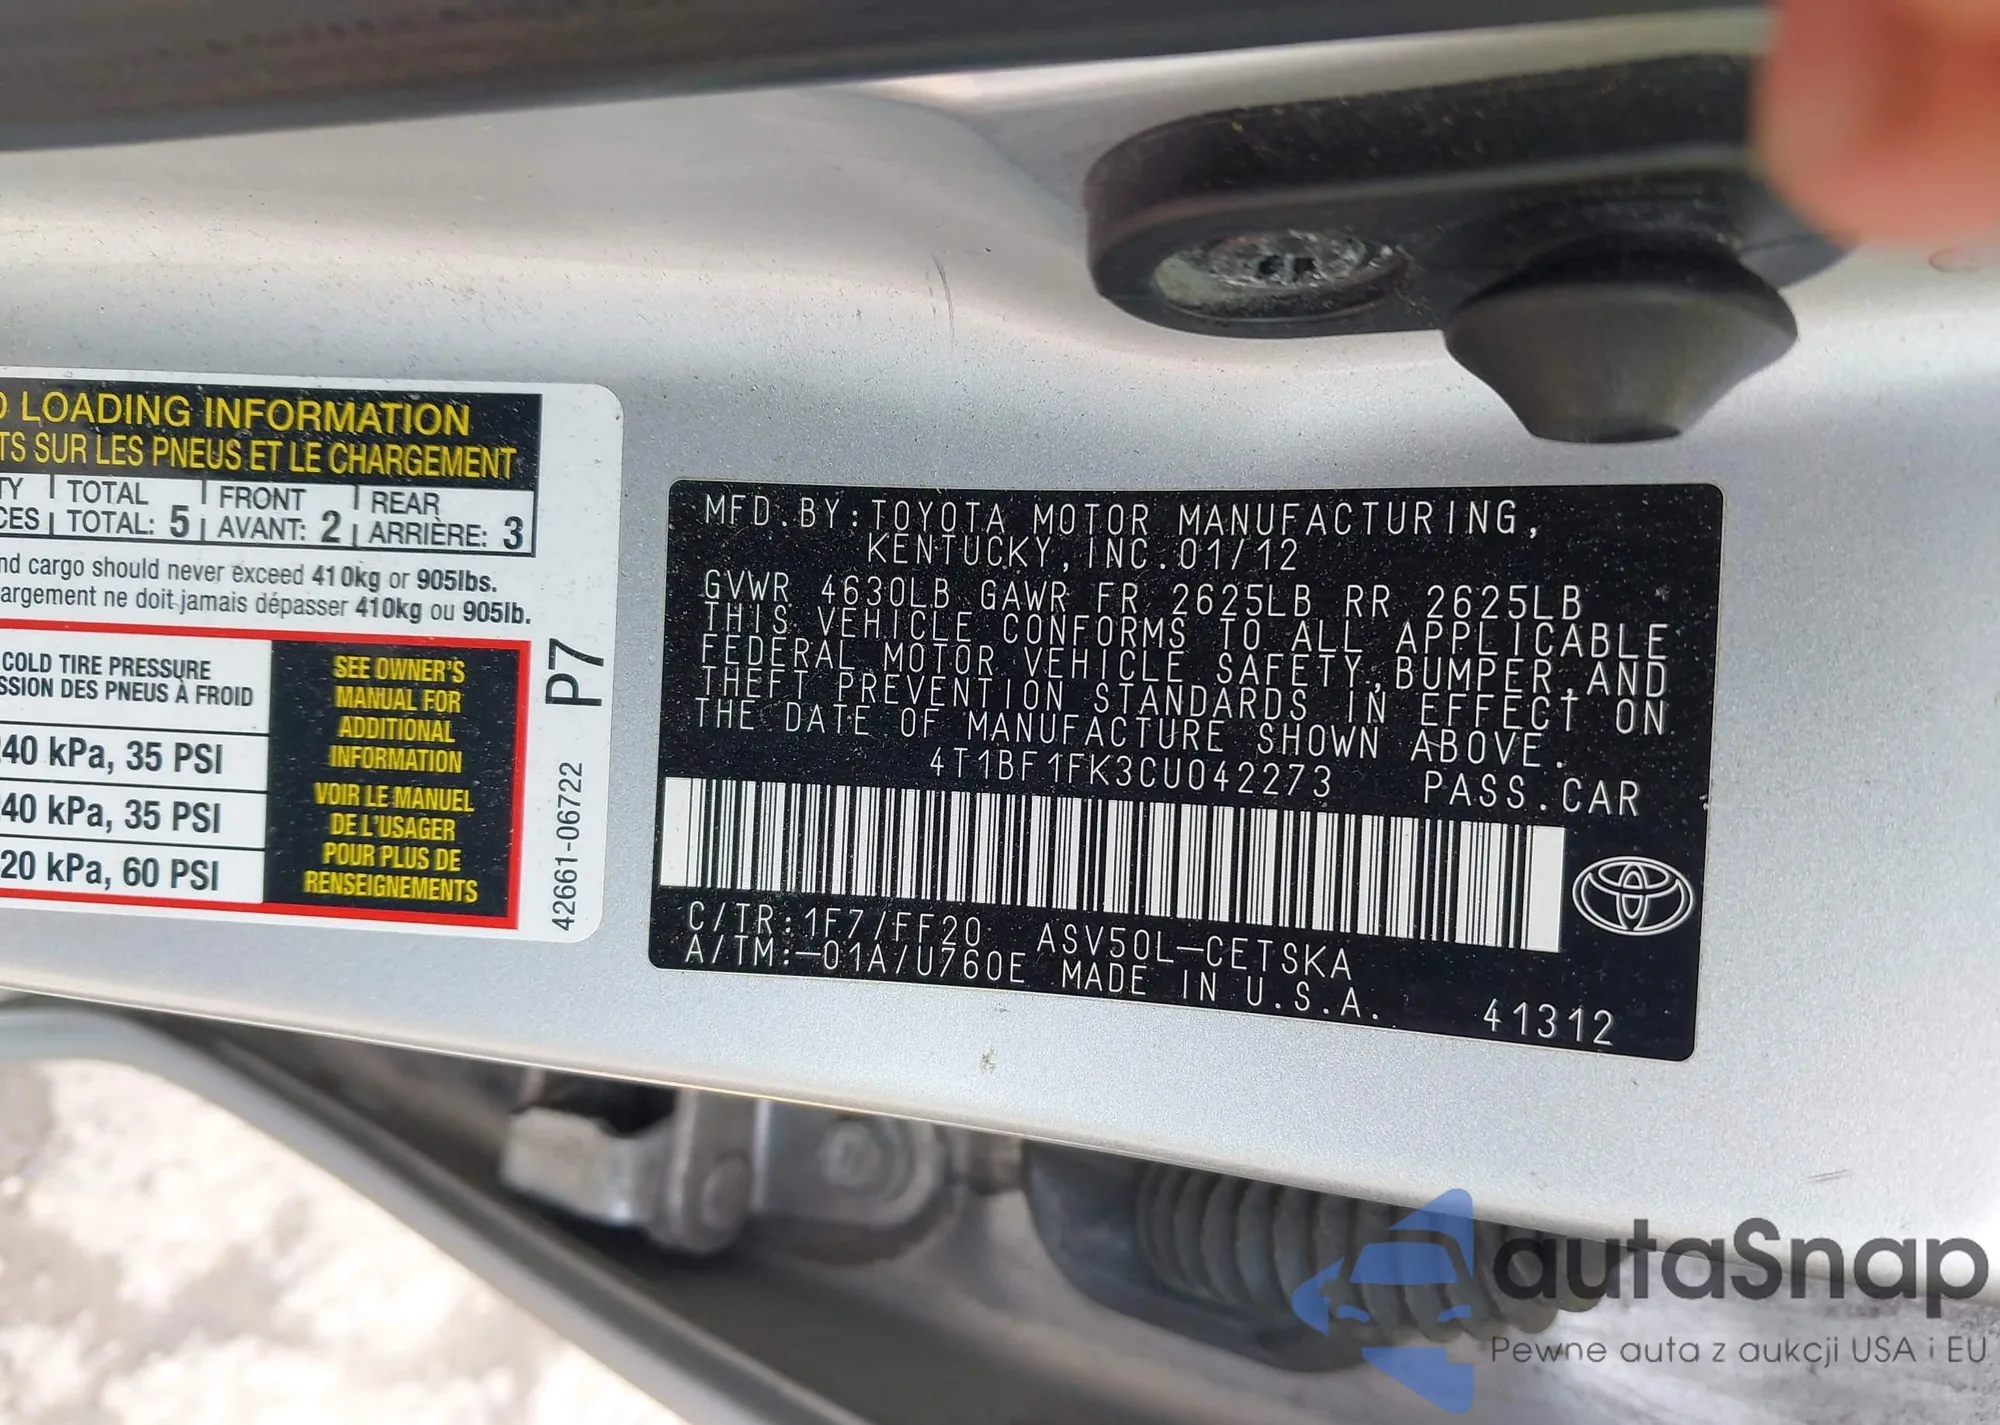 D LOADING INFORMATION
TS SUR LES PNEUS ET LE CHARGEMENT
TY | TOTAL | FRONT | REAR
CES | TOTAL: 5 | AVANT: 2 | ARRIÈRE: 3
nd cargo should never exceed 410kg or 905lbs.
argement ne doit jamais dépasser 410kg ou 905lb.
COLD TIRE PRESSURE
SSION DES PNEUS À FROID
40 kPa, 35 PSI
40 kPa, 35 PSI
20 kPa, 60 PSI
SEE OWNER'S
MANUAL FOR
ADDITIONAL
INFORMATION
VOIR LE MANUEL
DE L'USAGER
POUR PLUS DE
RENSEIGNEMENTS
P7
42661-06722
MFD.BY:TOYOTA MOTOR MANUFACTURING,
KENTUCKY,INC.01/12
GVWR 4630LB GAWR FR 2625LB RR 2625LB
THIS VEHICLE CONFORMS TO ALL APPLICABLE
FEDERAL MOTOR VEHICLE SAFETY,BUMPER,AND
THEFT PREVENTION STANDARDS IN EFFECT ON
THE DATE OF MANUFACTURE SHOWN ABOVE.
4T1BF1FK3CU042273 PASS.CAR
C/TR:1F7/FF20 ASV50L-CETSKA
A/TM:-01A/U760E MADE IN U.S.A.
41312
autaSnap
Pewne auta z aukcji USA i EU